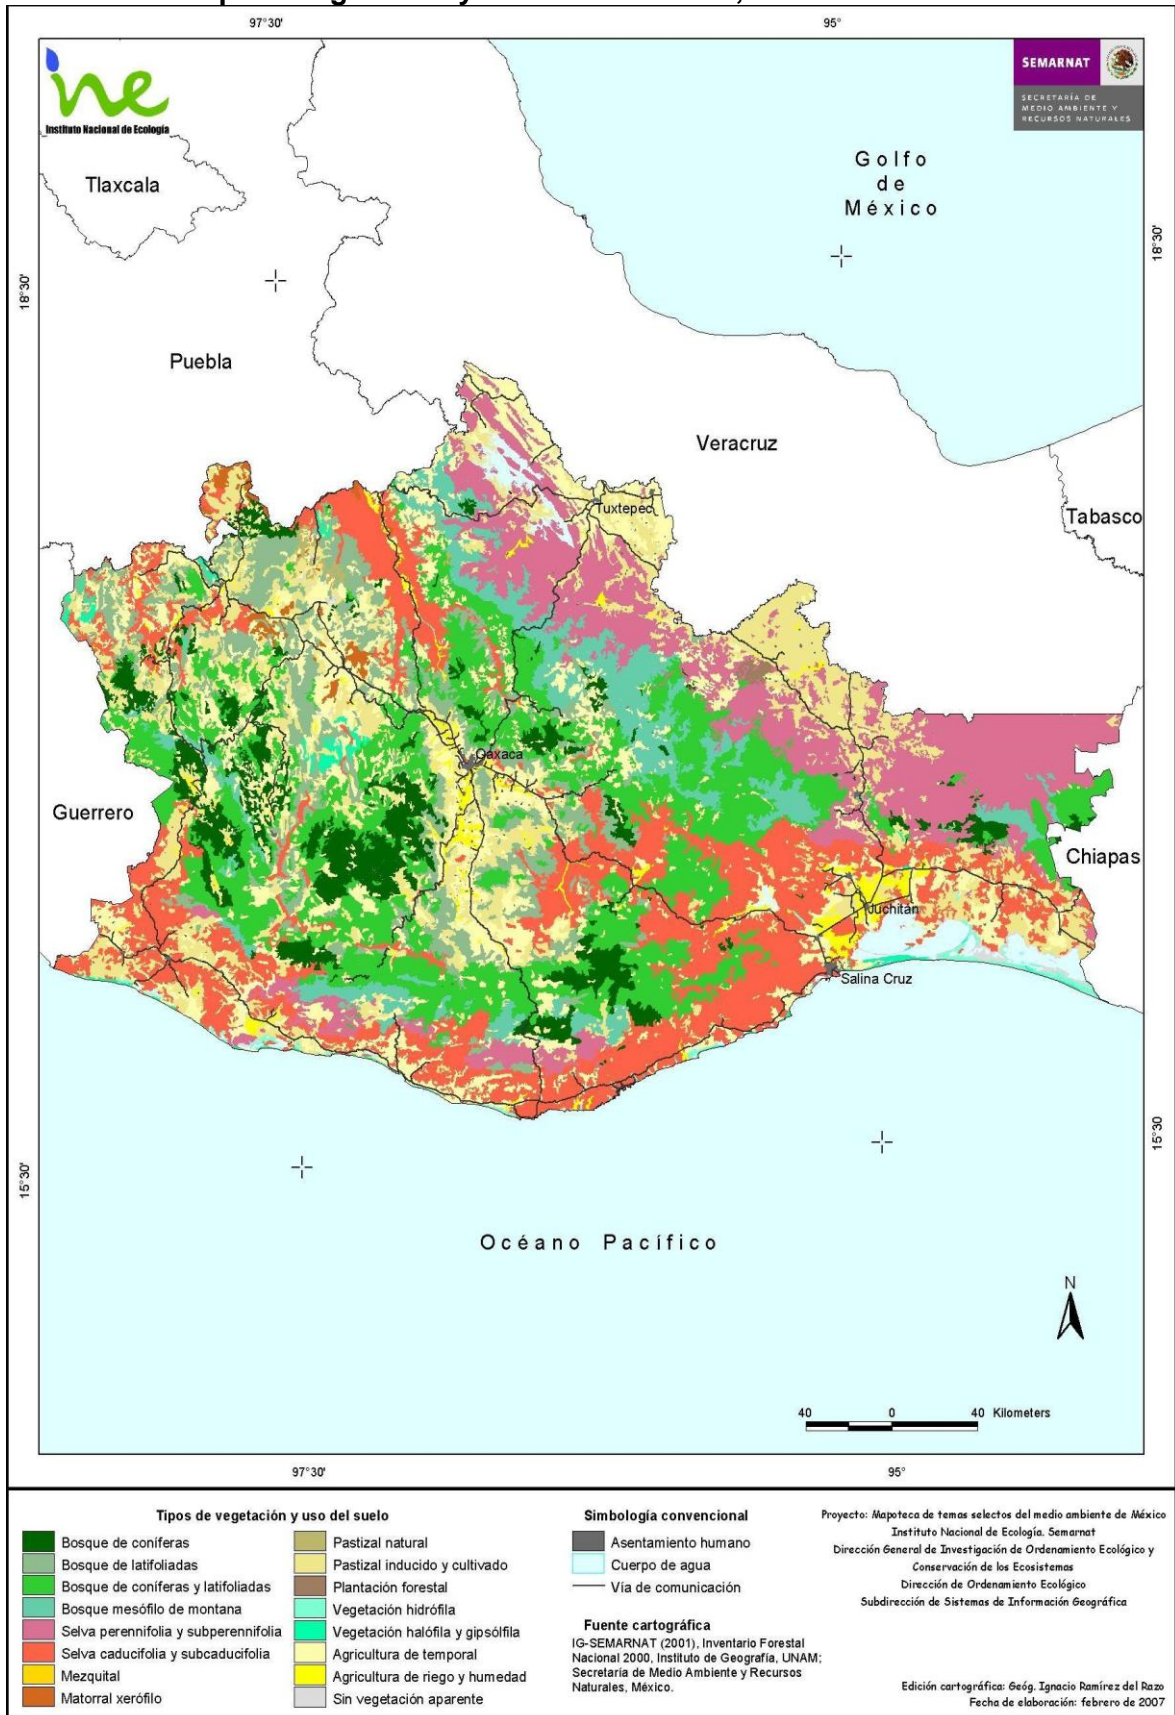 97°30'
95°
ine
Instituto Nacional de Ecología
SEMARNAT
SECRETARÍA DE
MEDIO AMBIENTE Y
RECURSOS NATURALES
Golfo
de
México
Tlaxcala
18°30'
18°30'
Puebla
Veracruz
Tabasco
Tuxtepec
Oaxaca
Guerrero
Chiapas
Juchitán
Salina Cruz
15°30'
15°30'
Océano Pacífico
N
40 0 40 Kilometers
97°30'
95°
Tipos de vegetación y uso del suelo
Bosque de coníferas
Bosque de latifoliadas
Bosque de coníferas y latifoliadas
Bosque mesófilo de montana
Selva perennifolia y subperennifolia
Selva caducifolia y subcaducifolia
Mezquital
Matorral xerófilo
Pastizal natural
Pastizal inducido y cultivado
Plantación forestal
Vegetación hidrófila
Vegetación halófila y gipsólfila
Agricultura de temporal
Agricultura de riego y humedad
Sin vegetación aparente
Simbología convencional
Asentamiento humano
Cuerpo de agua
Vía de comunicación
Fuente cartográfica
IG-SEMARNAT (2001), Inventario Forestal
Nacional 2000, Instituto de Geografía, UNAM;
Secretaría de Medio Ambiente y Recursos
Naturales, México.
Proyecto: Mapoteca de temas selectos del medio ambiente de México
Instituto Nacional de Ecología. Semarnat
Dirección General de Investigación de Ordenamiento Ecológico y
Conservación de los Ecosistemas
Dirección de Ordenamiento Ecológico
Subdirección de Sistemas de Información Geográfica
Edición cartográfica: Geóg. Ignacio Ramírez del Razo
Fecha de elaboración: febrero de 2007